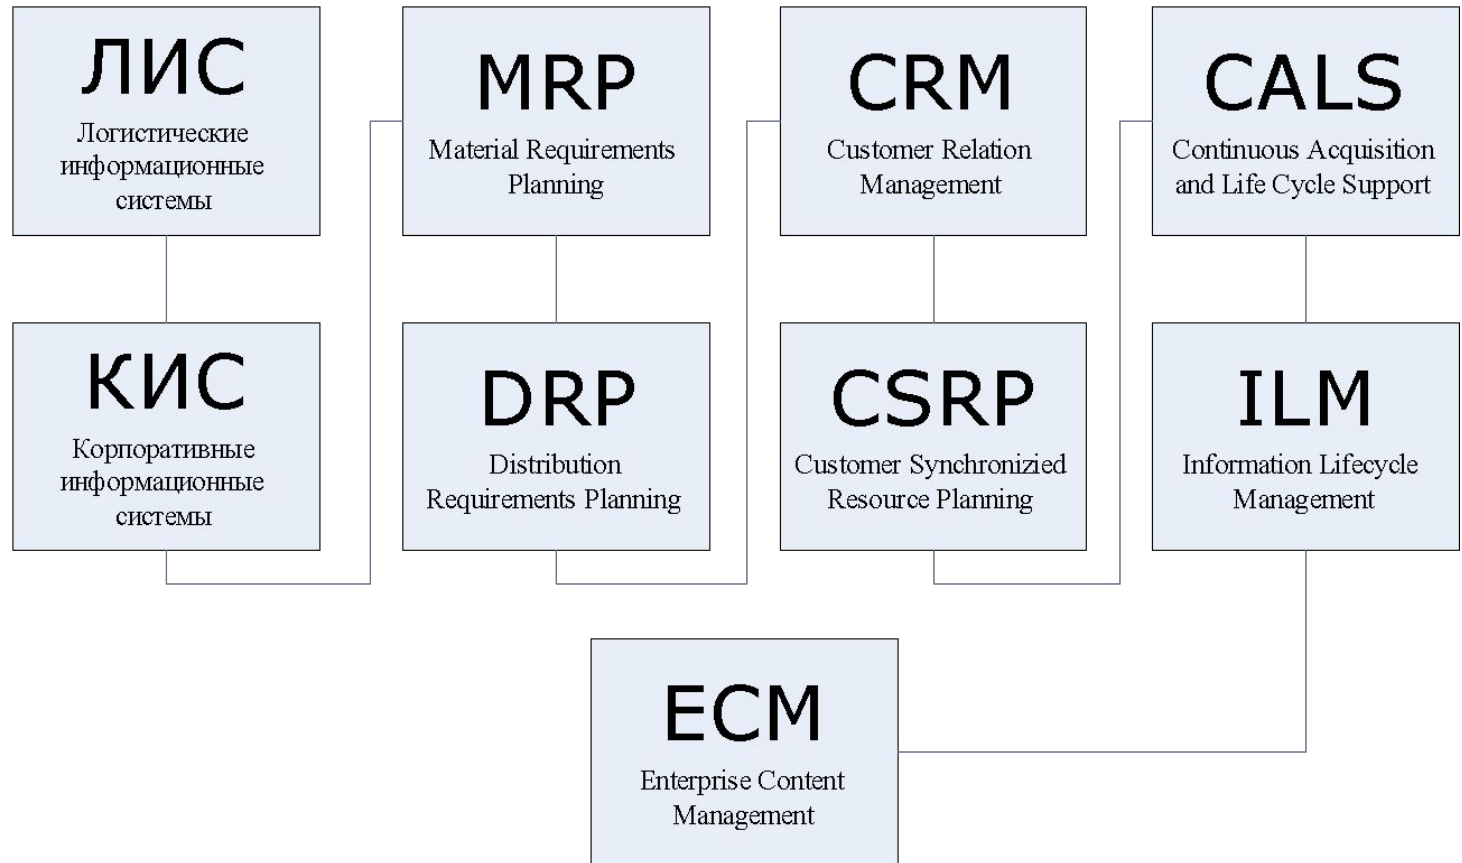 ЛИС
Логистические
информационные
системы
КИС
Корпоративные
информационные
системы
MRP
Material Requirements
Planning
DRP
Distribution
Requirements Planning
CRM
Customer Relation
Management
CSRP
Customer Synchronizied
Resource Planning
CALS
Continuous Acquisition
and Life Cycle Support
ILM
Information Lifecycle
Management
ECM
Enterprise Content
Management